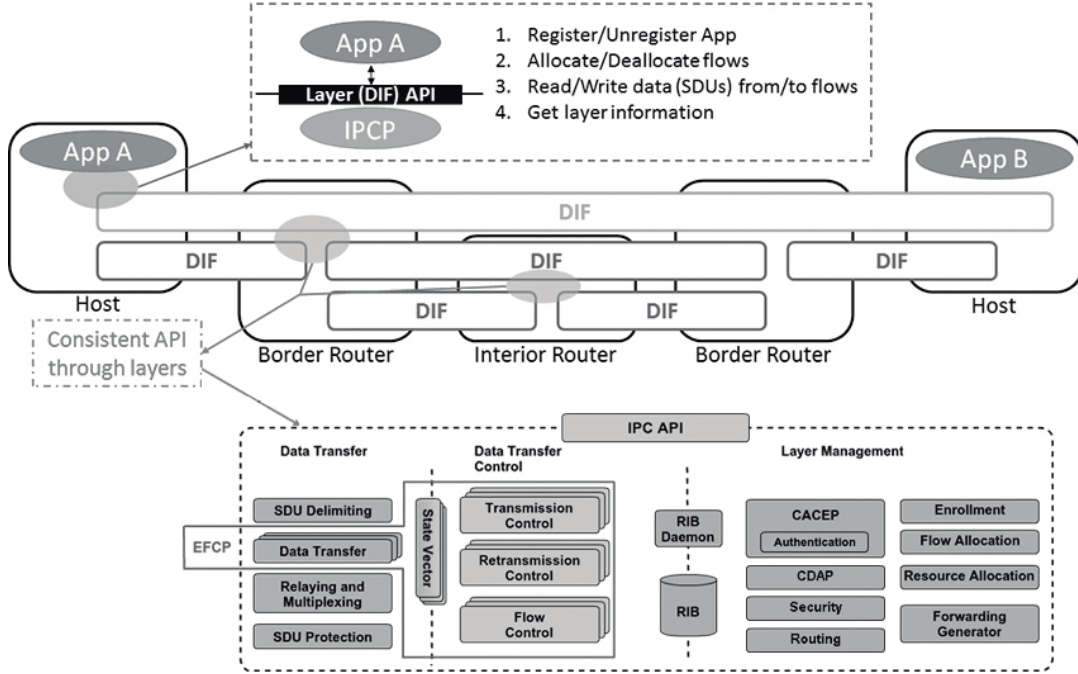 App A
Layer (DIF) API
IPCP
1. Register/Unregister App
2. Allocate/Deallocate flows
3. Read/Write data (SDUs) from/to flows
4. Get layer information
App A
App B
DIF
DIF
DIF
DIF
DIF
DIF
Host
Border Router
Interior Router
Border Router
Host
Consistent API
through layers
IPC API
Data Transfer
Data Transfer
Control
Layer Management
EFCP
SDU Delimiting
Data Transfer
Relaying and
Multiplexing
SDU Protection
State Vector
Transmission
Control
Retransmission
Control
Flow
Control
RIB
Daemon
RIB
CACEP
Authentication
CDAP
Security
Routing
Enrollment
Flow Allocation
Resource Allocation
Forwarding
Generator